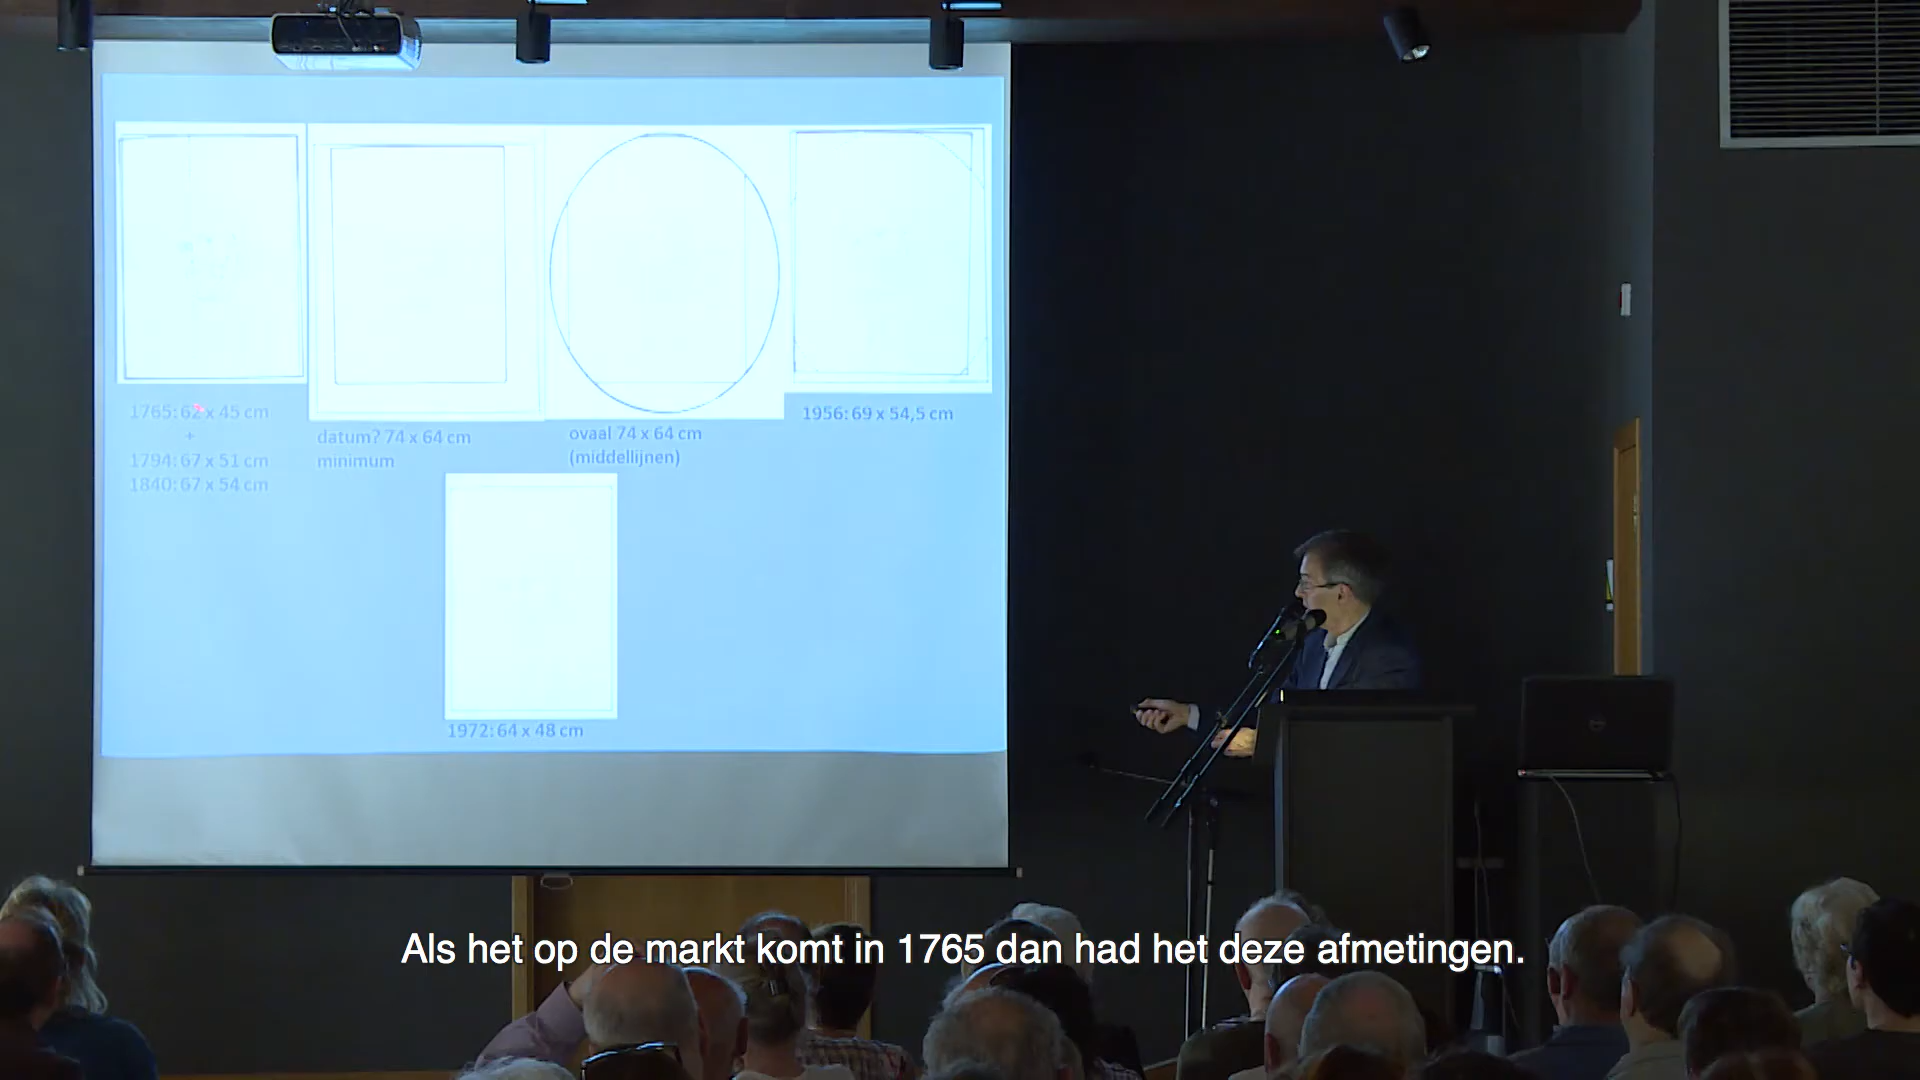 1765: 62 x 45 cm
+
1794: 67 x 51 cm
1840: 67 x 54 cm
datum? 74 x 64 cm
minimum
ovaal 74 x 64 cm
(middellijnen)
1956: 69 x 54,5 cm
1972: 64 x 48 cm
Als het op de markt komt in 1765 dan had het deze afmetingen.